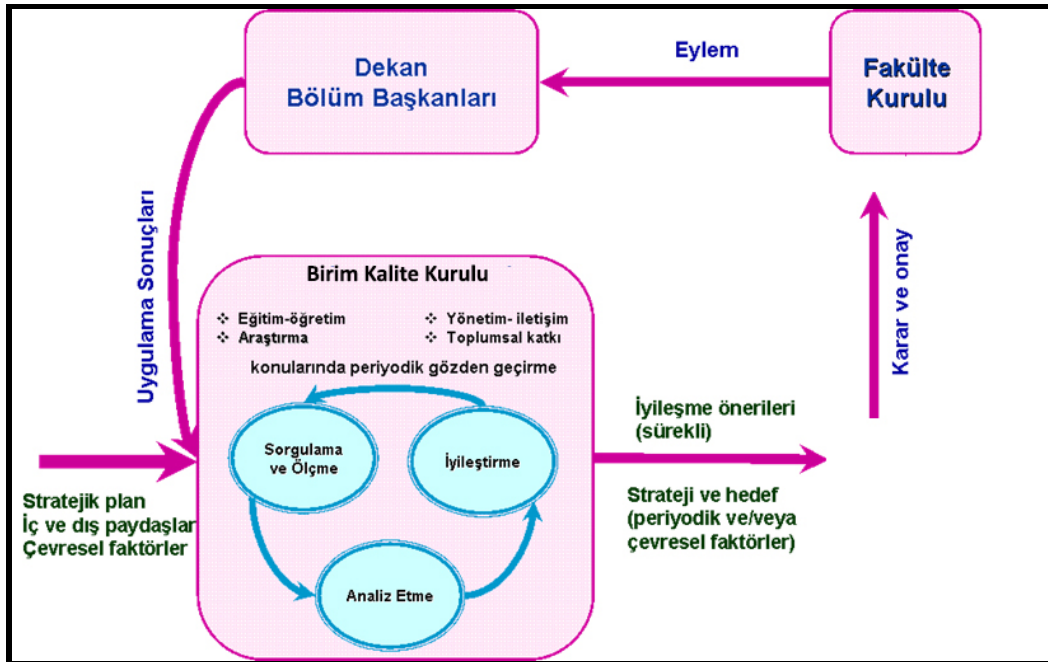 Dekan
Bölüm Başkanları
Eylem
Fakülte
Kurulu
Uygulama Sonuçları
Karar ve onay
Birim Kalite Kurulu
❖ Eğitim-öğretim
❖ Araştırma
❖ Yönetim- iletişim
❖ Toplumsal katkı
konularında periyodik gözden geçirme
Sorgulama
ve Ölçme
İyileştirme
Analiz Etme
Stratejik plan
İç ve dış paydaşlar
Çevresel faktörler
İyileşme önerileri
(sürekli)
Strateji ve hedef
(periyodik ve/veya
çevresel faktörler)